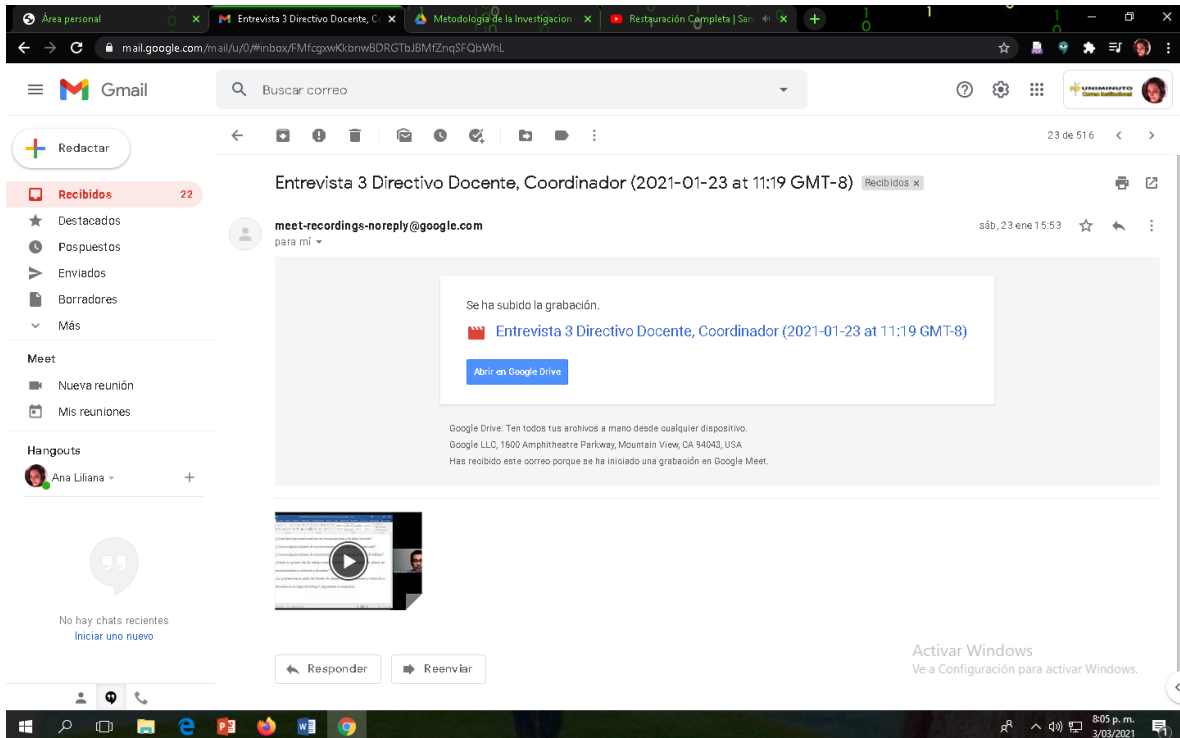 Área personal
Entrevista 3 Directivo Docente, Co
Metodología de la Investigacion
Restauración Completa | San
mail.google.com/mail/u/0/#inbox/FMfcgxwKkbnwBDRGTbJBMfZnqSFQbWhL
Gmail
Buscar correo
UNIMINUTO
Correo Institucional
Redactar
23 de 516
Recibidos 22
Destacados
Pospuestos
Enviados
Borradores
Más
Meet
Nueva reunión
Mis reuniones
Hangouts
Ana Liliana
No hay chats recientes
Iniciar uno nuevo
Entrevista 3 Directivo Docente, Coordinador (2021-01-23 at 11:19 GMT-8) Recibidos x
meet-recordings-noreply@google.com
sáb, 23 ene 15:53
para mí
Se ha subido la grabación.
Entrevista 3 Directivo Docente, Coordinador (2021-01-23 at 11:19 GMT-8)
Abrir en Google Drive
Google Drive: Ten todos tus archivos a mano desde cualquier dispositivo.
Google LLC, 1600 Amphitheatre Parkway, Mountain View, CA 94043, USA
Has recibido este correo porque se ha iniciado una grabación en Google Meet.
Responder
Reenviar
Activar Windows
Ve a Configuración para activar Windows.
8:05 p. m.
3/03/2021